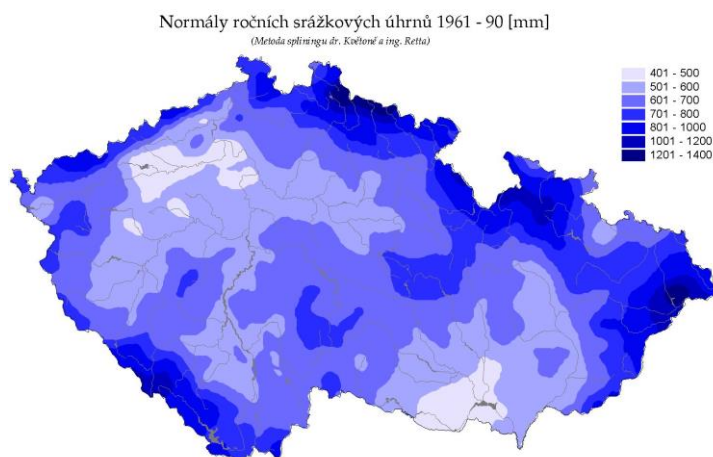 Normály ročních srážkových úhrnů 1961 - 90 [mm]
(Metoda spliningu dr. Květoně a ing. Retta)
401 - 500
501 - 600
601 - 700
701 - 800
801 - 1000
1001 - 1200
1201 - 1400